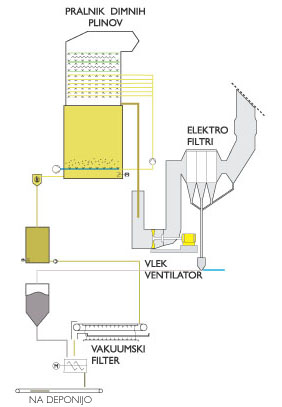 PRALNIK DIMNIH
PLINOV
ELEKTRO
FILTRI
VLEK
VENTILATOR
VAKUUMSKI
FILTER
NA DEPONIJO